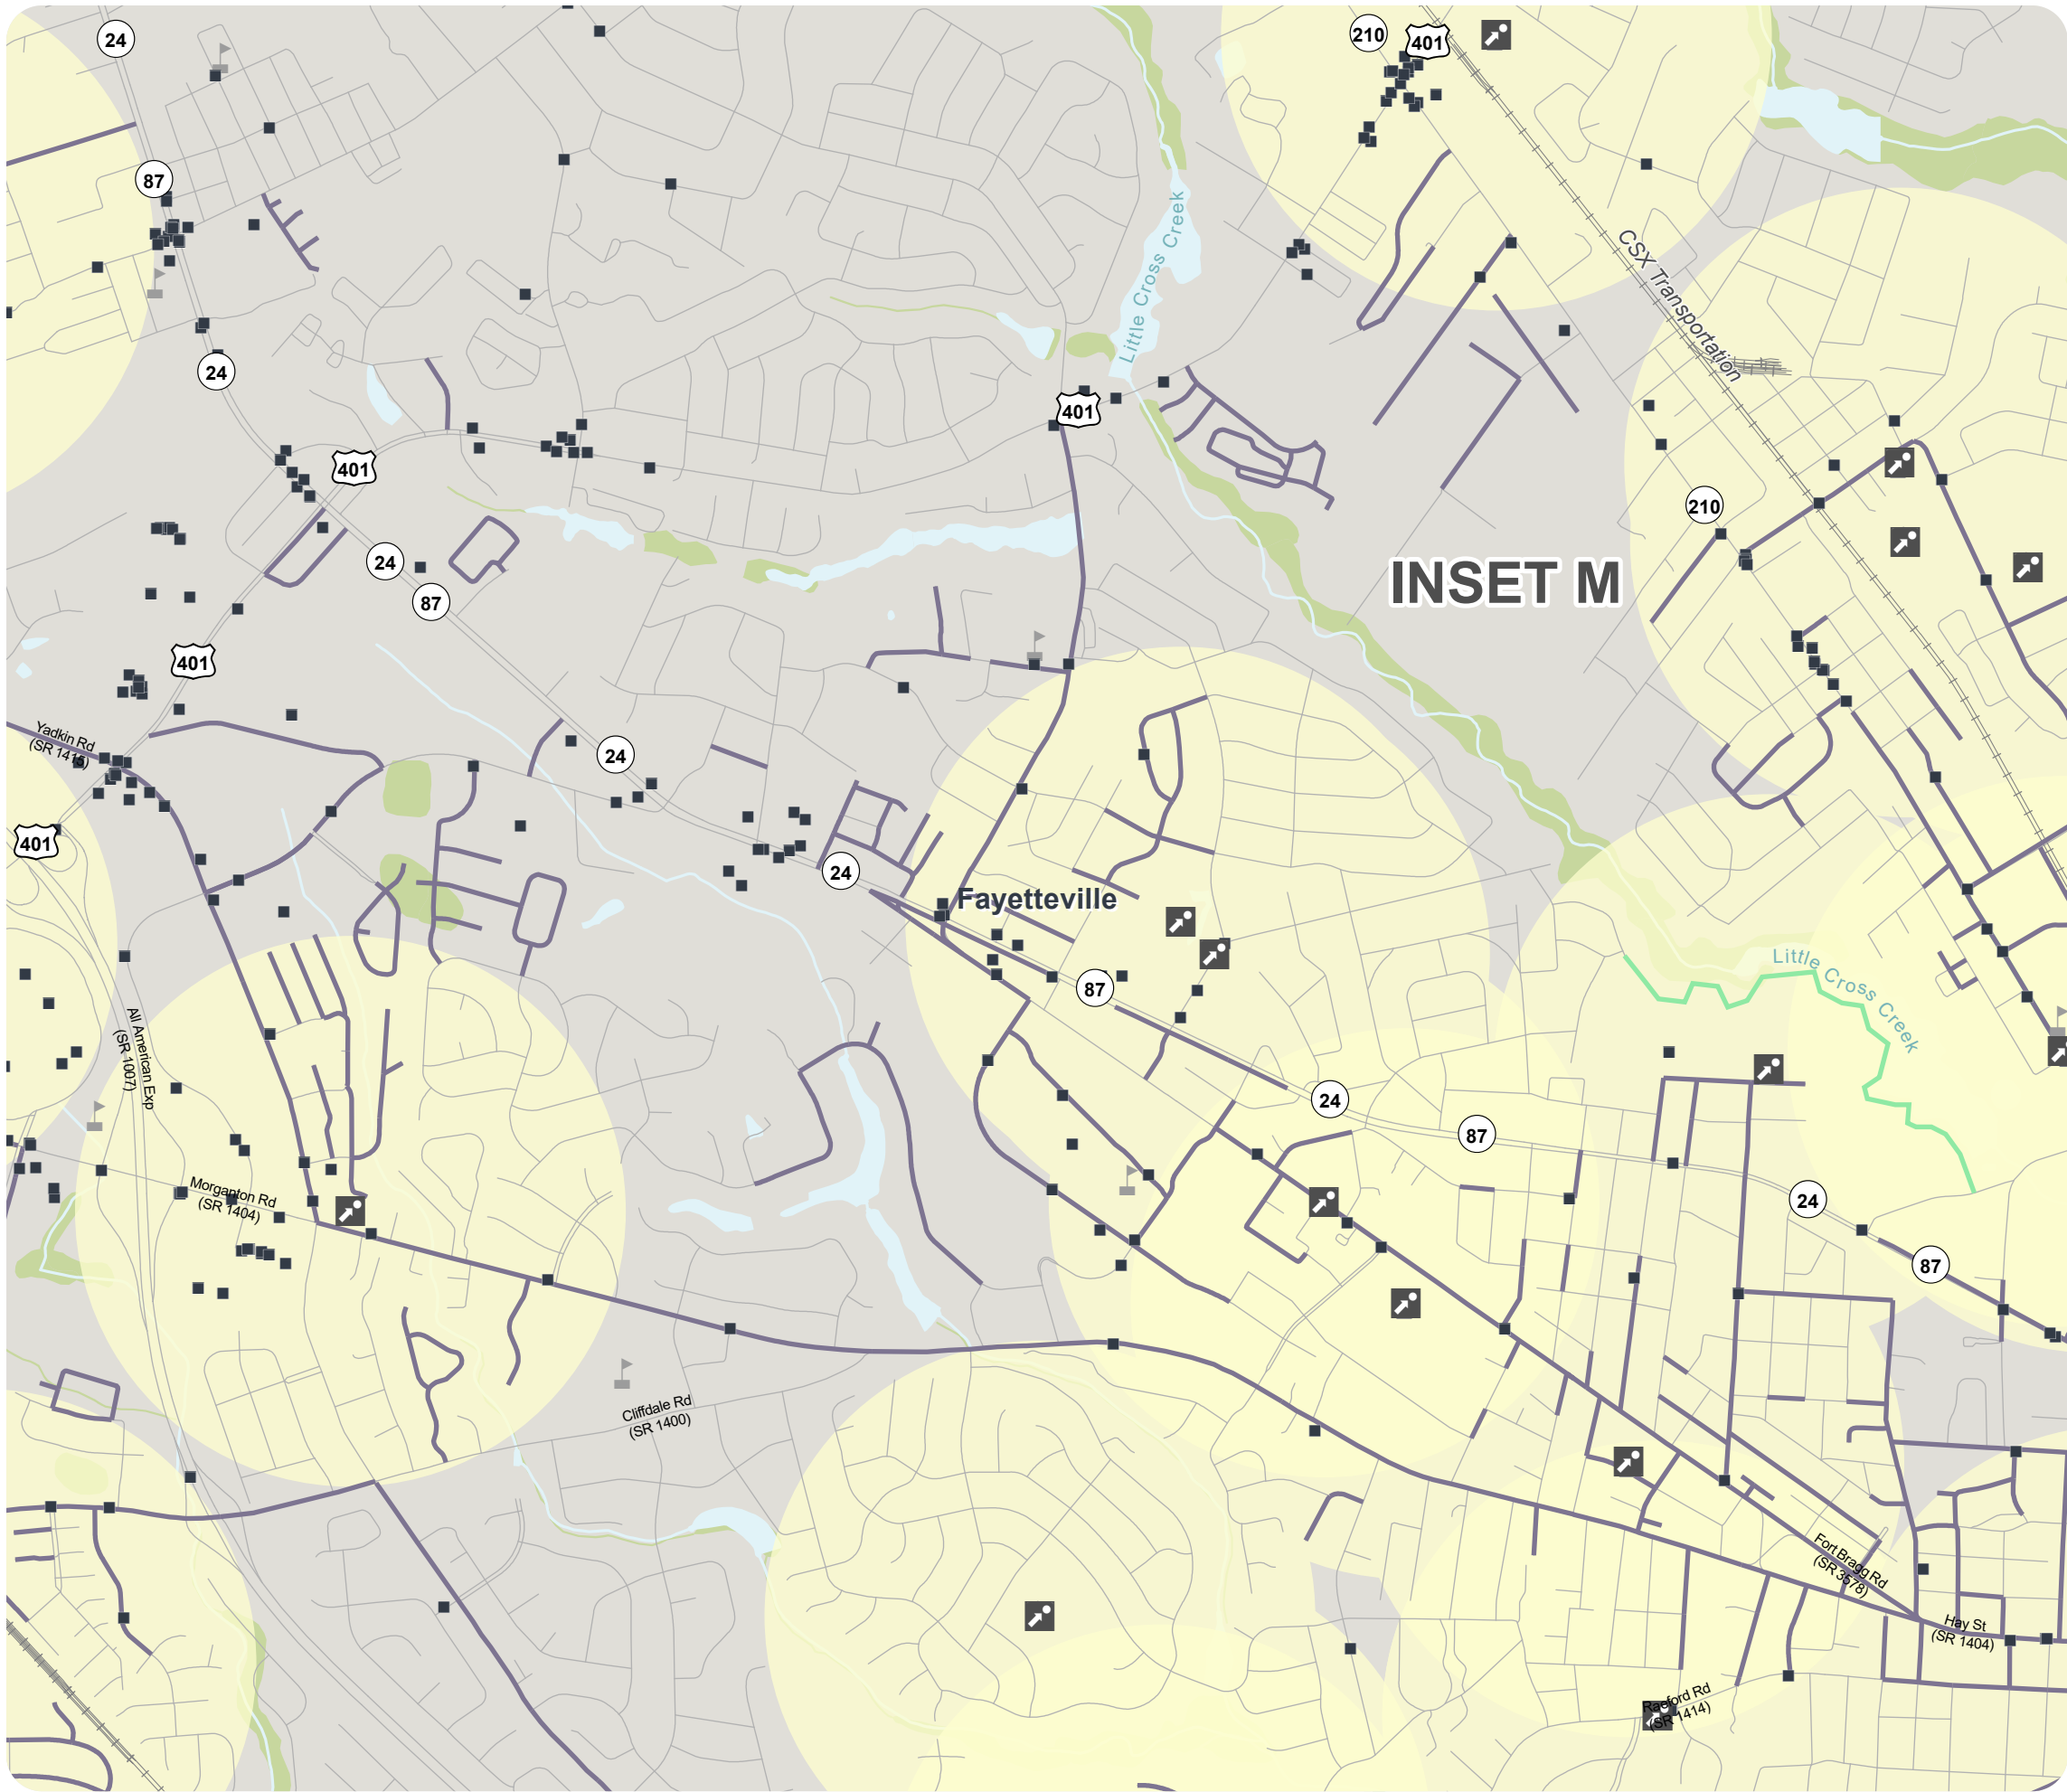 24
210
401
87
Little Cross Creek
CSX Transportation
24
401
401
210
24
INSET M
87
401
Yadkin Rd
(SR 1415)
24
401
24
Fayetteville
87
Little Cross Creek
All American Exp
(SR 1007)
24
87
Morganton Rd
(SR 1404)
24
87
Cliffdale Rd
(SR 1400)
Fort Bragg Rd
(SR 3578)
Hay St
(SR 1404)
Raeford Rd
(SR 1414)